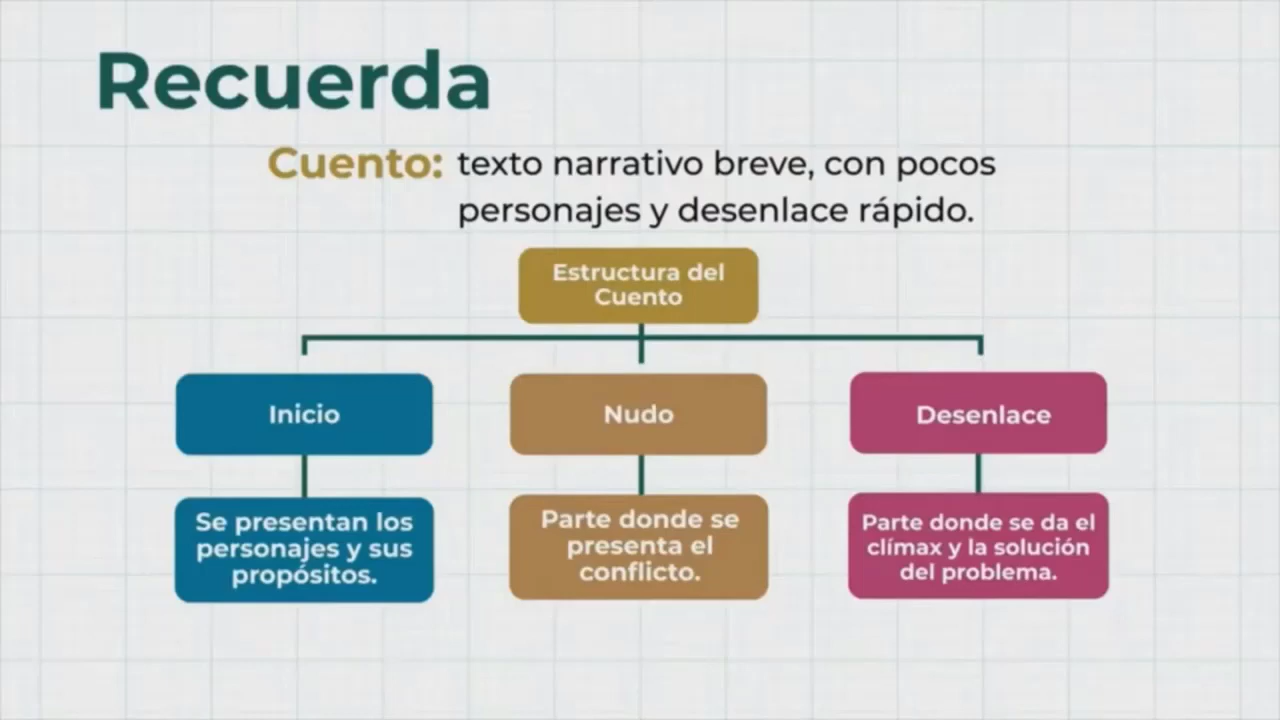 Recuerda
Cuento: texto narrativo breve, con pocos
personajes y desenlace rápido.
Estructura del
Cuento
Inicio
Nudo
Desenlace
Se presentan los
personajes y sus
propósitos.
Parte donde se
presenta el
conflicto.
Parte donde se da el
clímax y la solución
del problema.